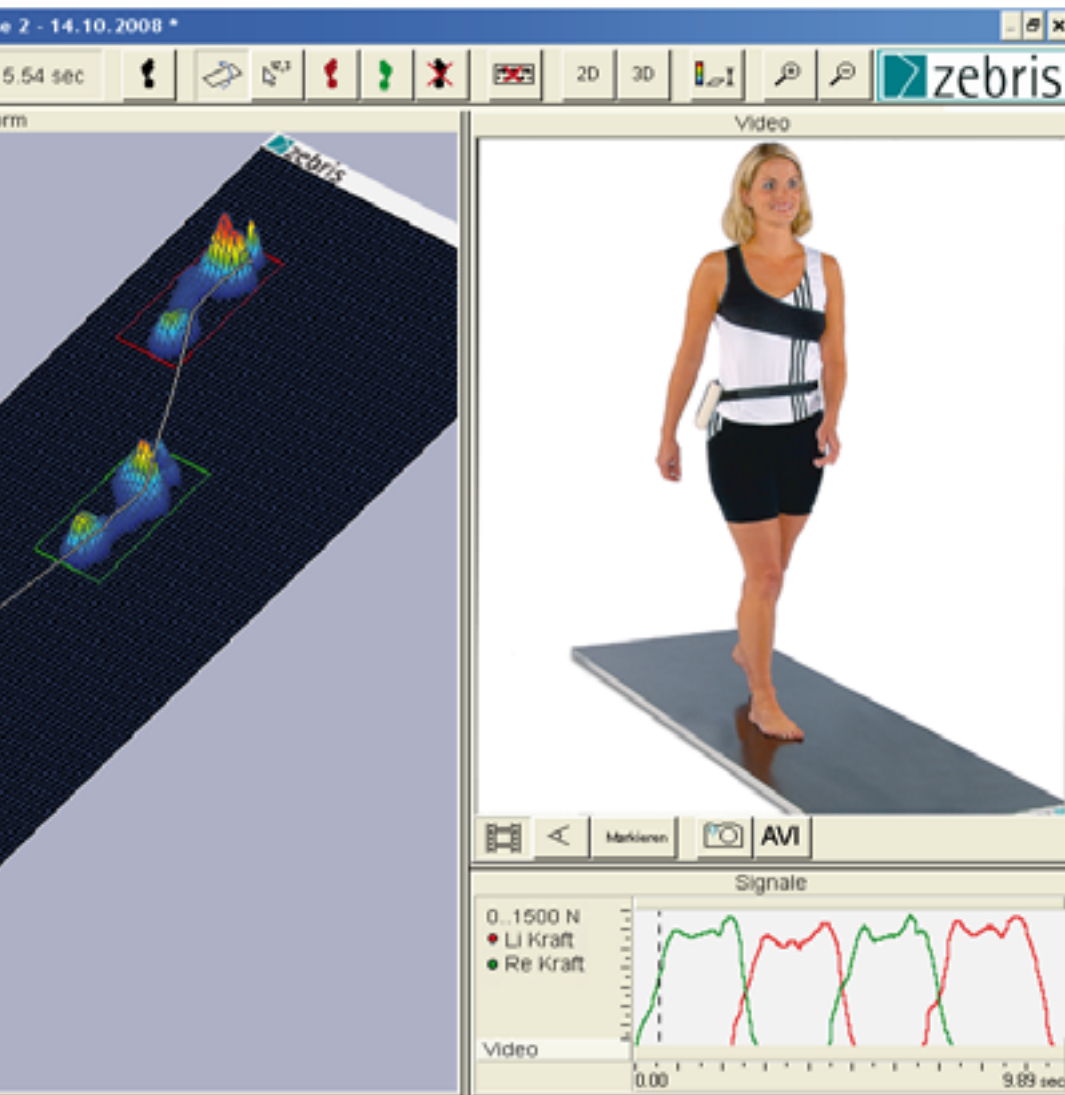 e 2 - 14.10.2008 *
5.54 sec
2D
3D
zebris
rm
Video
zebris
Markieren
AVI
Signale
0..1500 N
Li Kraft
Re Kraft
Video
0.00
9.89 sec